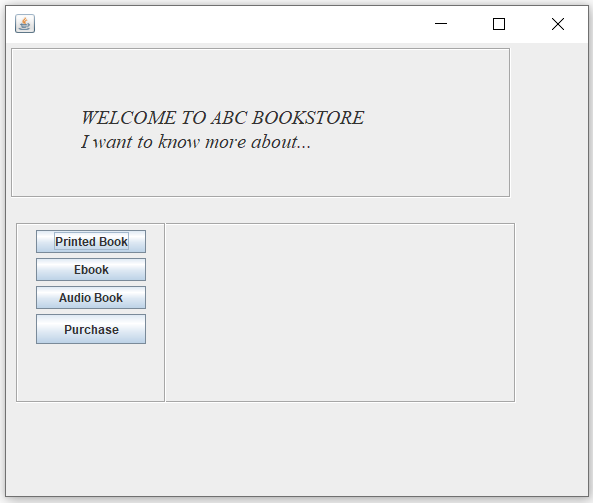 WELCOME TO ABC BOOKSTORE
I want to know more about...
Printed Book
Ebook
Audio Book
Purchase